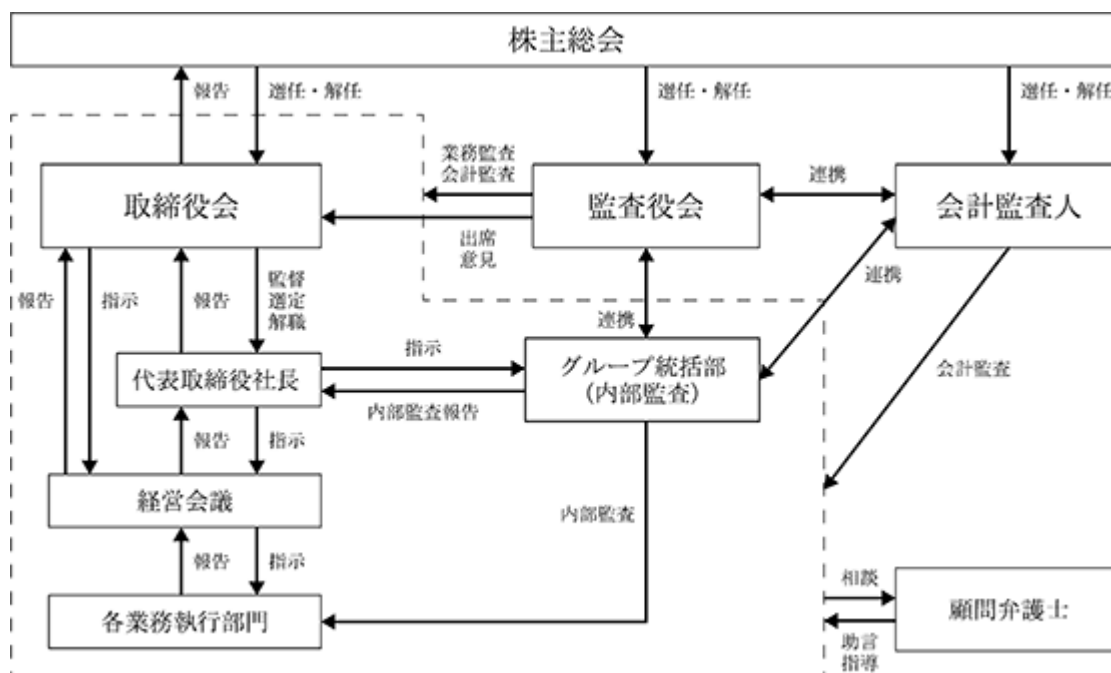 株主総会
報告
選任・解任
選任・解任
選任・解任
業務監査
会計監査
取締役会
監査役会
連携
会計監査人
出席
意見
報告
指示
報告
監督
選定
解職
連携
連携
指示
代表取締役社長
グループ統括部
(内部監査)
会計監査
内部監査報告
報告
指示
経営会議
内部監査
報告
指示
相談
各業務執行部門
顧問弁護士
助言
指導